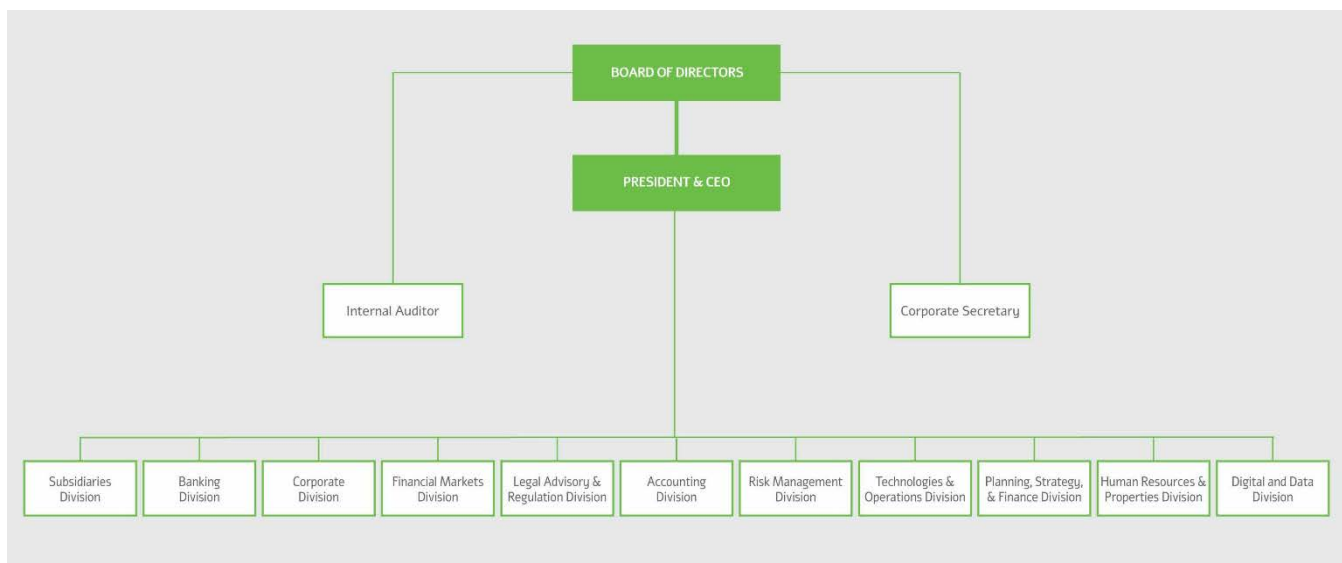 BOARD OF DIRECTORS
PRESIDENT & CEO
Internal Auditor
Corporate Secretary
Subsidiaries
Division
Banking
Division
Corporate
Division
Financial Markets
Division
Legal Advisory &
Regulation Division
Accounting
Division
Risk Management
Division
Technologies &
Operations Division
Planning, Strategy,
& Finance Division
Human Resources &
Properties Division
Digital and Data
Division